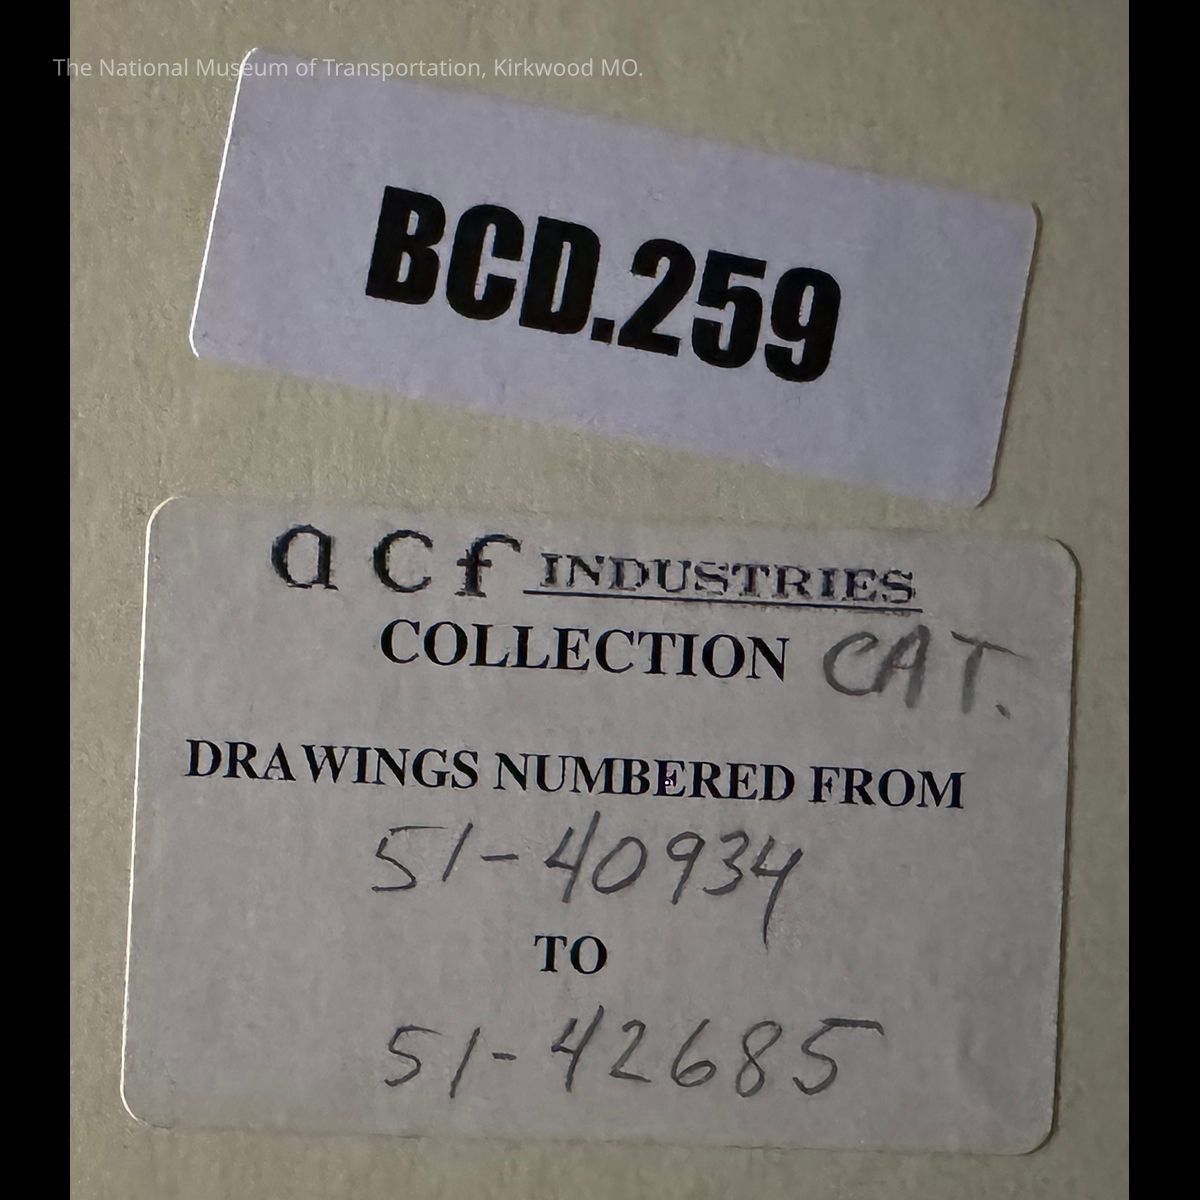 The National Museum of Transportation, Kirkwood MO.
BCD.259
acf INDUSTRIES
COLLECTION CAT.
DRAWINGS NUMBERED FROM
51-40934
TO
51-42685